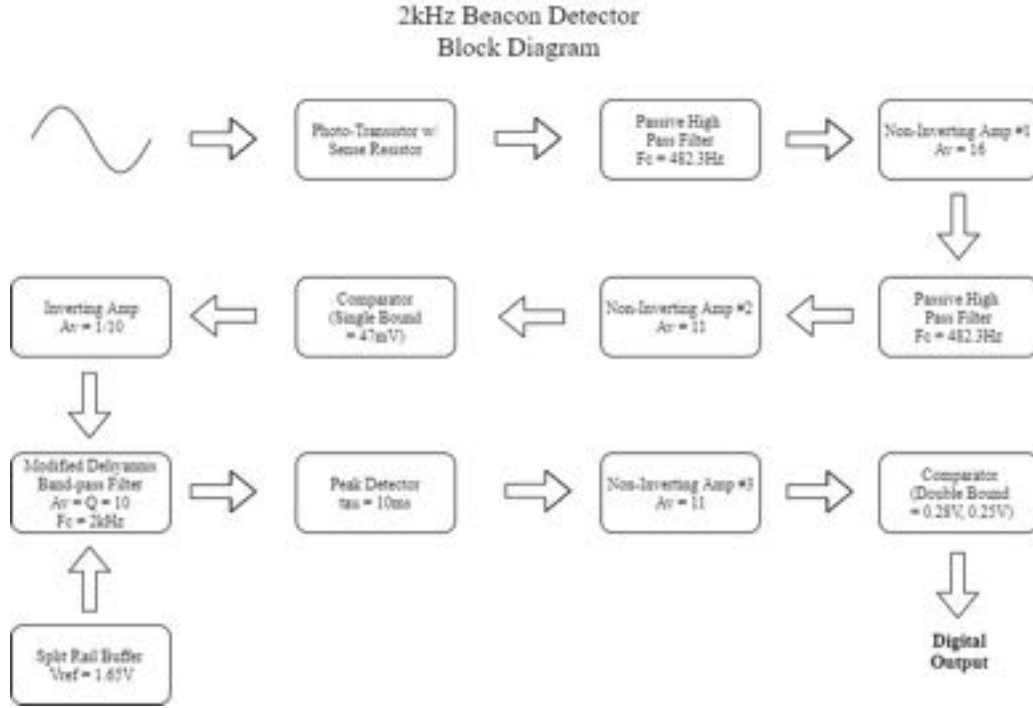 2kHz Beacon Detector
Block Diagram
Photo-Transistor w/
Sense Resistor
Passive High
Pass Filter
Fc = 482.3Hz
Non-Inverting Amp #1
Av = 16
Inverting Amp
Av = 1/10
Comparator
(Single Bound
= 47mV)
Non-Inverting Amp #2
Av = 11
Passive High
Pass Filter
Fc = 482.3Hz
Modified Deliyannis
Band-pass Filter
Av = Q = 10
Fc = 2kHz
Peak Detector
tau = 10ms
Non-Inverting Amp #3
Av = 11
Comparator
(Double Bound
= 0.28V, 0.25V)
Split Rail Buffer
Vref = 1.65V
Digital
Output